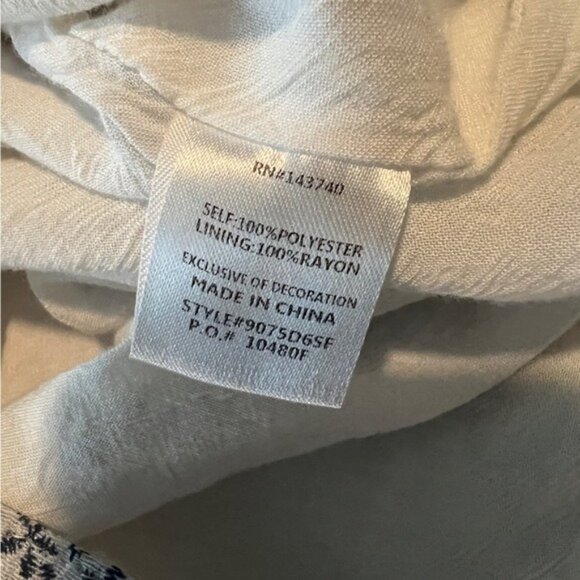 RN#143740
SELF:100%POLYESTER
LINING:100%RAYON
EXCLUSIVE OF DECORATION
MADE IN CHINA
STYLE#9075D6SF
P.O.# 10480F